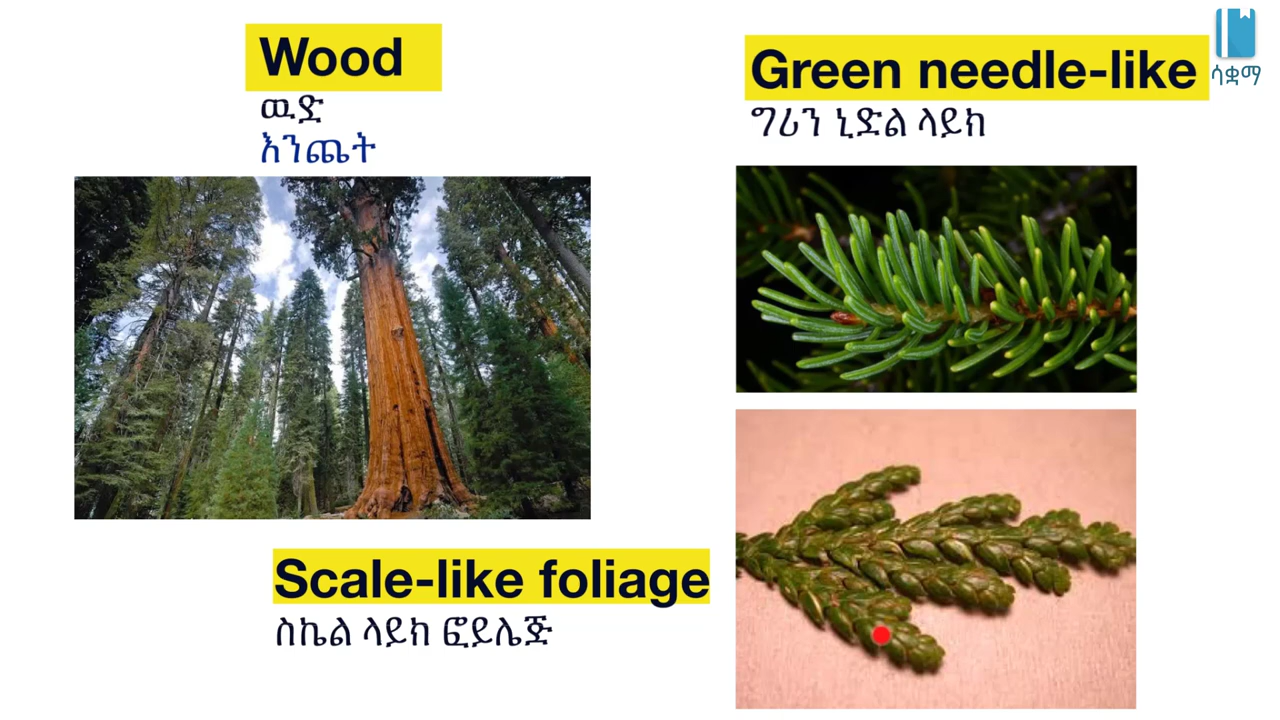 Wood
ዉድ
እንጨት
Green needle-like
ግሪን ኒድል ላይክ
ሳቋማ
Scale-like foliage
ስኬል ላይክ ፎይሌጅ